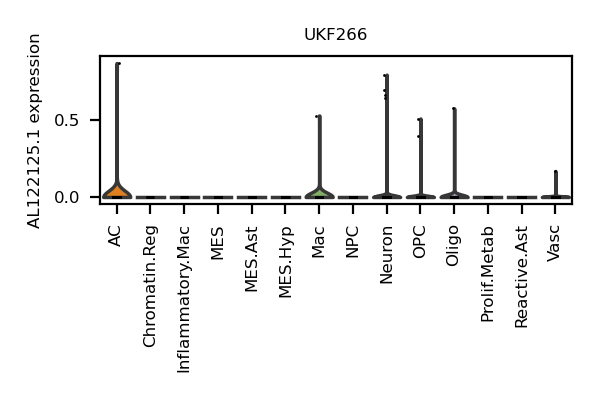 UKF266
AL122125.1 expression
0.5
0.0
AC
Chromatin.Reg
Inflammatory.Mac
MES
MES.Ast
MES.Hyp
Mac
NPC
Neuron
OPC
Oligo
Prolif.Metab
Reactive.Ast
Vasc